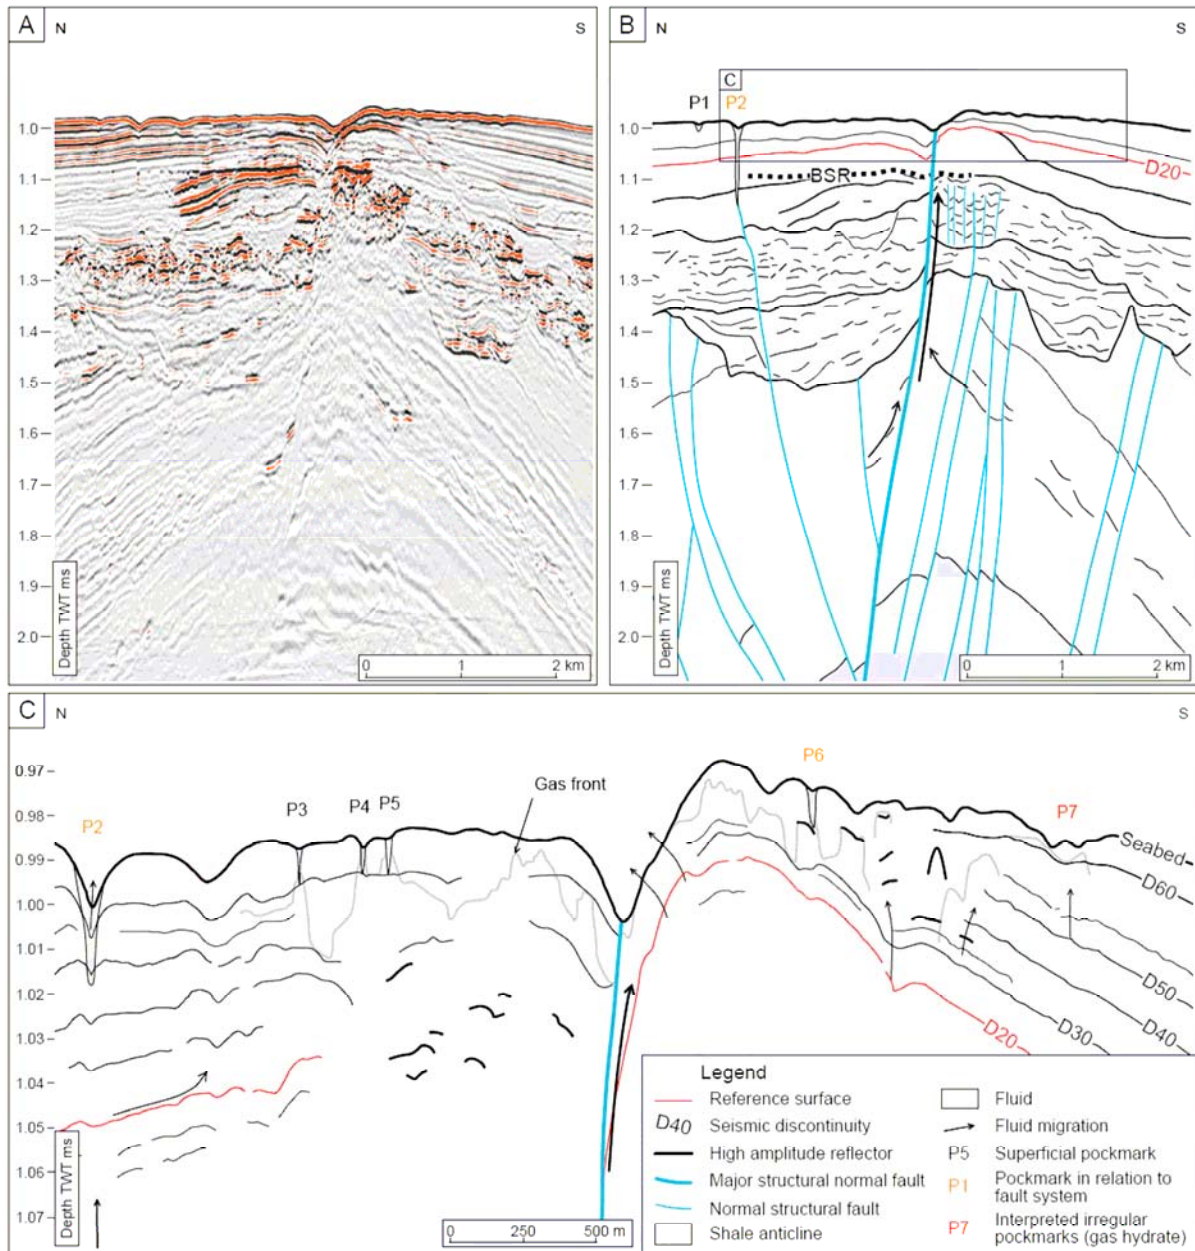 A N S
1.0
1.1
1.2
1.3
1.4
1.5
1.6
1.7
1.8
1.9
2.0
Depth TWT ms
0 1 2 km
B N S
C
P1 P2
1.0
1.1
1.2
1.3
1.4
1.5
1.6
1.7
1.8
1.9
2.0
D20
BSR
Depth TWT ms
0 1 2 km
C N S
0.97
0.98
0.99
1.00
1.01
1.02
1.03
1.04
1.05
1.06
1.07
Depth TWT ms
P2
P3
P4
P5
Gas front
P6
P7
Seabed
D60
D50
D40
D30
D20
0 250 500 m
Legend
Reference surface
D40 Seismic discontinuity
High amplitude reflector
Major structural normal fault
Normal structural fault
Shale anticline
Fluid
Fluid migration
P5 Superficial pockmark
P1 Pockmark in relation to
fault system
P7 Interpreted irregular
pockmarks (gas hydrate)